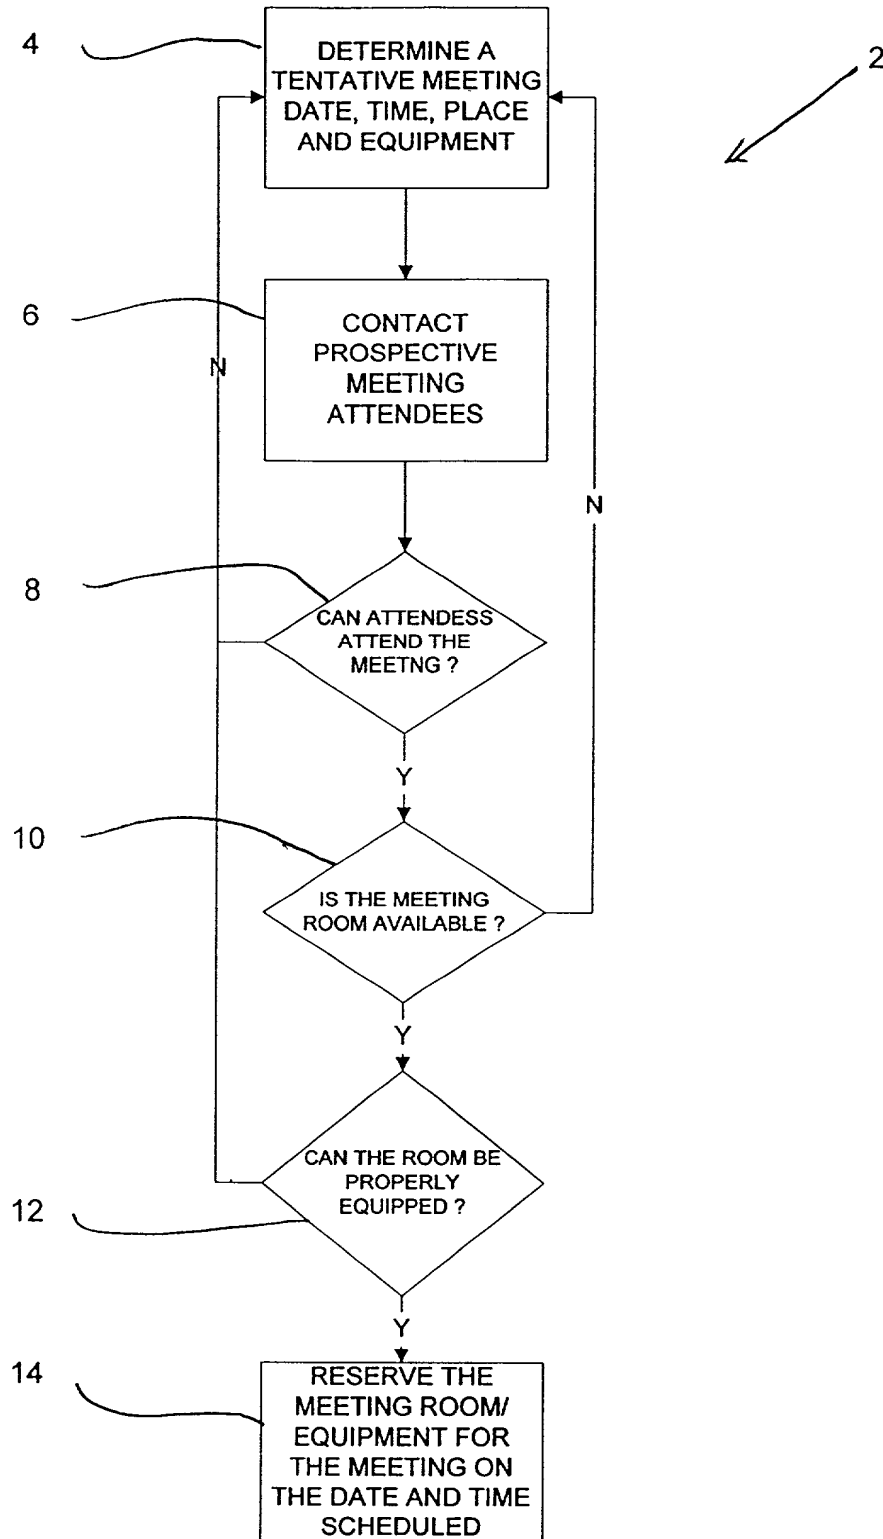 4
DETERMINE A
TENTATIVE MEETING
DATE, TIME, PLACE
AND EQUIPMENT
2
6
CONTACT
PROSPECTIVE
MEETING
ATTENDEES
N
N
8
CAN ATTENDESS
ATTEND THE
MEETNG ?
Y
10
IS THE MEETING
ROOM AVAILABLE ?
Y
CAN THE ROOM BE
PROPERLY
EQUIPPED ?
12
Y
14
RESERVE THE
MEETING ROOM/
EQUIPMENT FOR
THE MEETING ON
THE DATE AND TIME
SCHEDULED